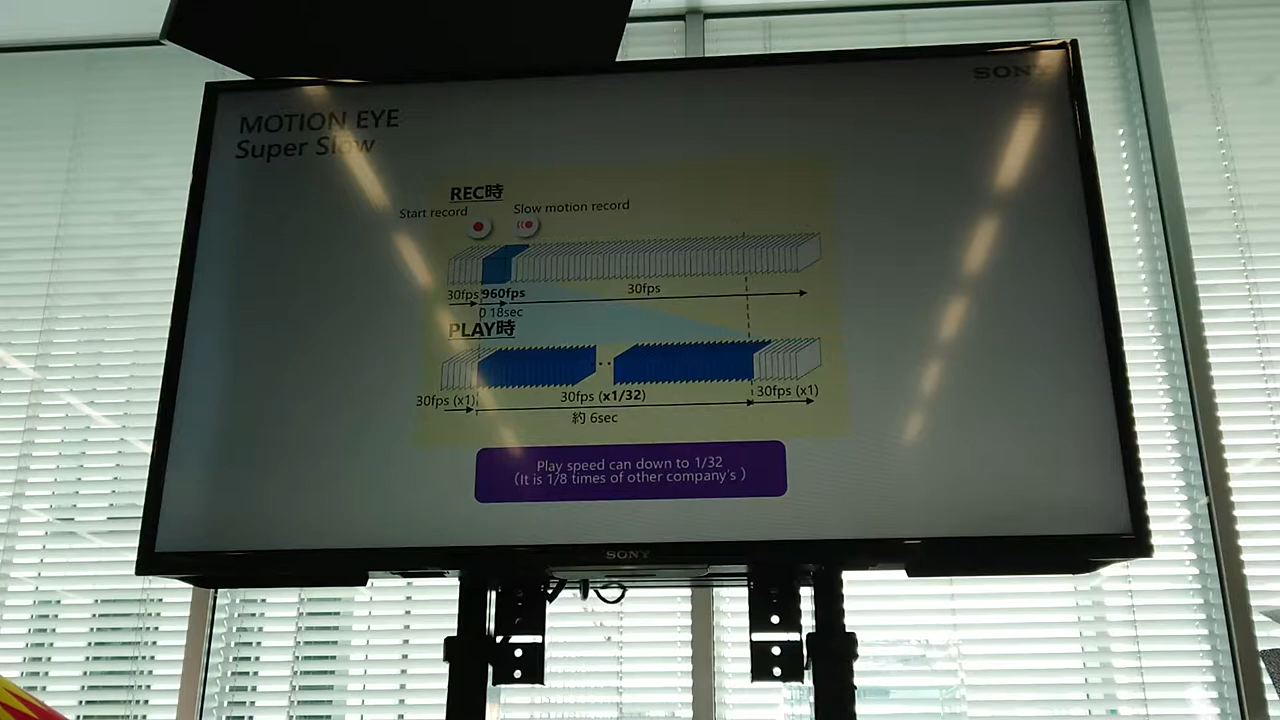 SONY
MOTION EYE
Super Slow
REC時
Start record
Slow motion record
30fps
960fps
30fps
0.18sec
PLAY時
30fps (x1)
30fps (x1/32)
30fps (x1)
約 6sec
Play speed can down to 1/32
(It is 1/8 times of other company's )
SONY